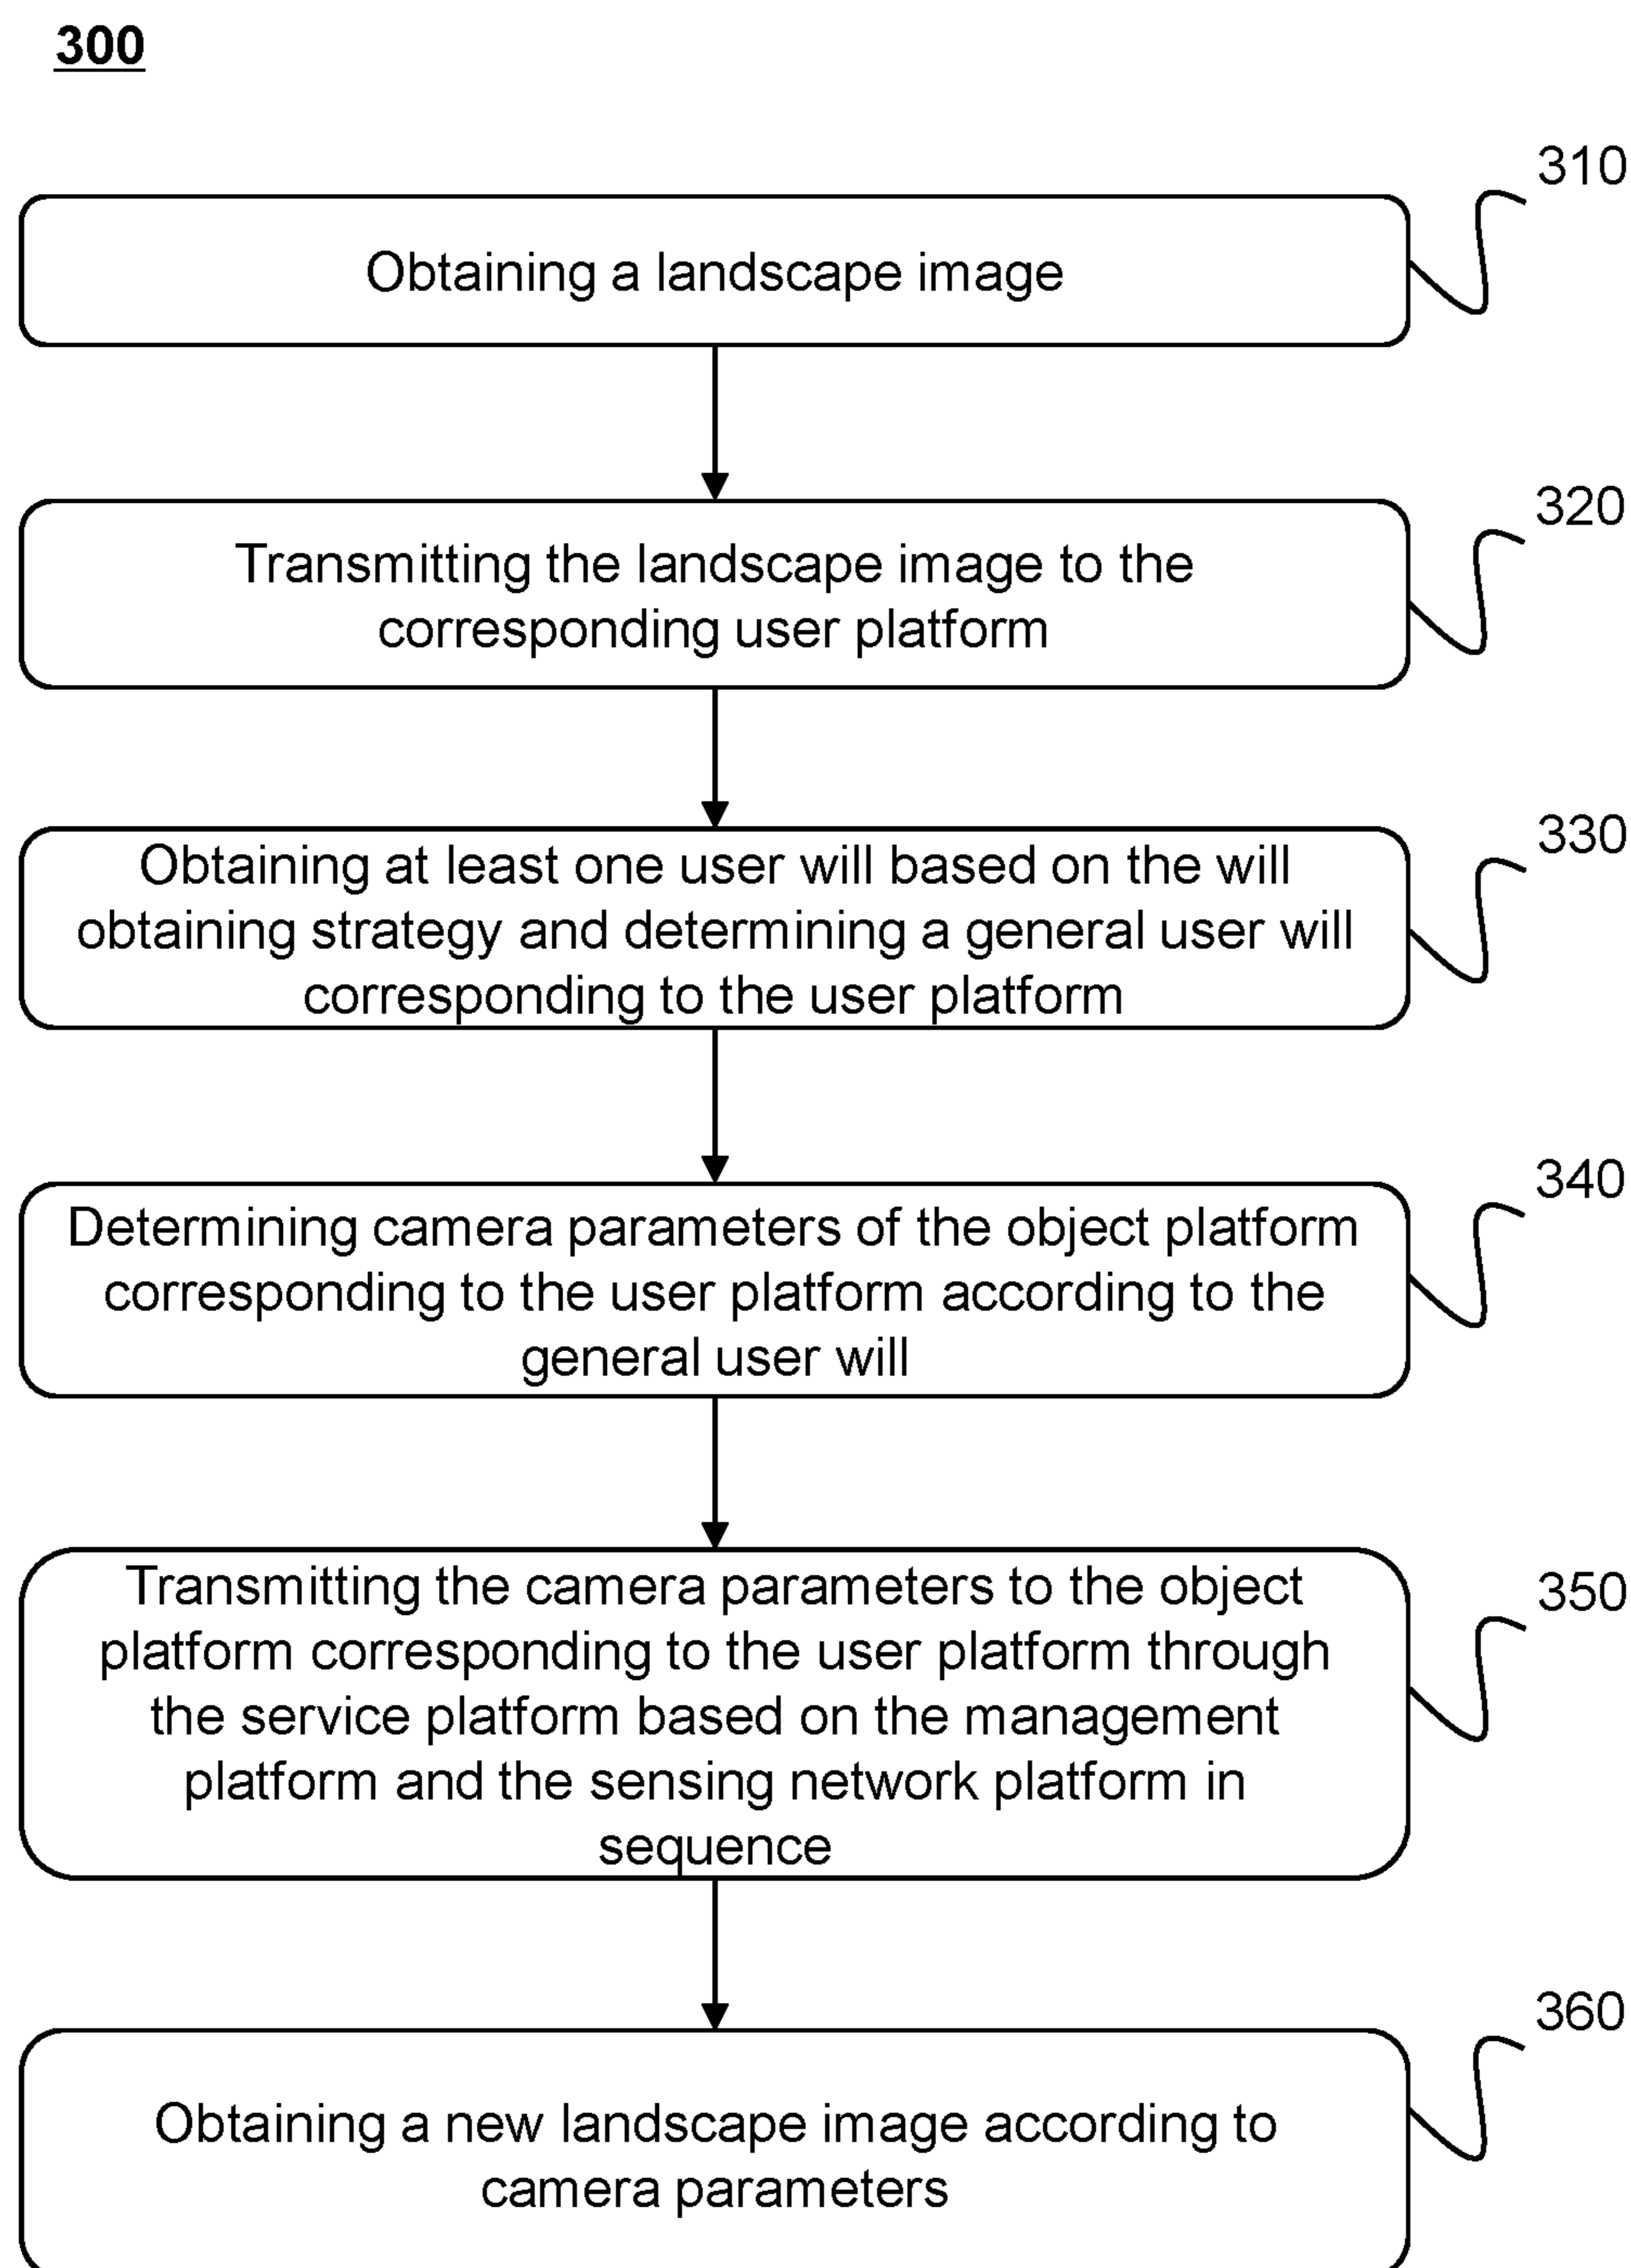 300
310
Obtaining a landscape image
320
Transmitting the landscape image to the
corresponding user platform
330
Obtaining at least one user will based on the will
obtaining strategy and determining a general user will
corresponding to the user platform
340
Determining camera parameters of the object platform
corresponding to the user platform according to the
general user will
350
Transmitting the camera parameters to the object
platform corresponding to the user platform through
the service platform based on the management
platform and the sensing network platform in
sequence
360
Obtaining a new landscape image according to
camera parameters